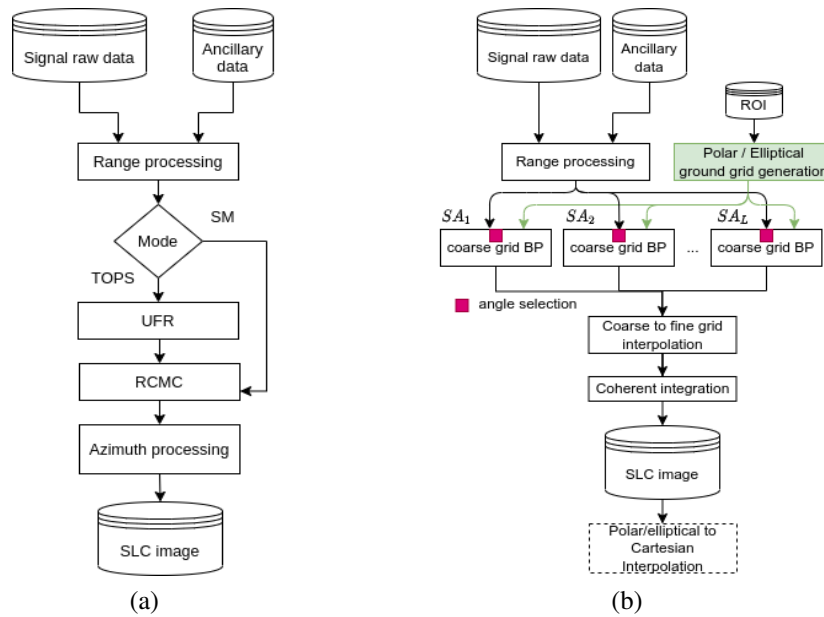 Signal raw data
Ancillary
data
Range processing
Mode
SM
TOPS
UFR
RCMC
Azimuth processing
SLC image
(a)
Signal raw data
Ancillary
data
ROI
Range processing
Polar / Elliptical
ground grid generation
SA1
SA2
SAL
coarse grid BP
coarse grid BP
...
coarse grid BP
angle selection
Coarse to fine grid
interpolation
Coherent integration
SLC image
Polar/elliptical to
Cartesian
Interpolation
(b)